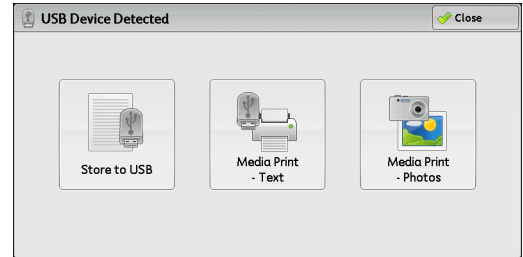 USB Device Detected
Close
Store to USB
Media Print
- Text
Media Print
- Photos